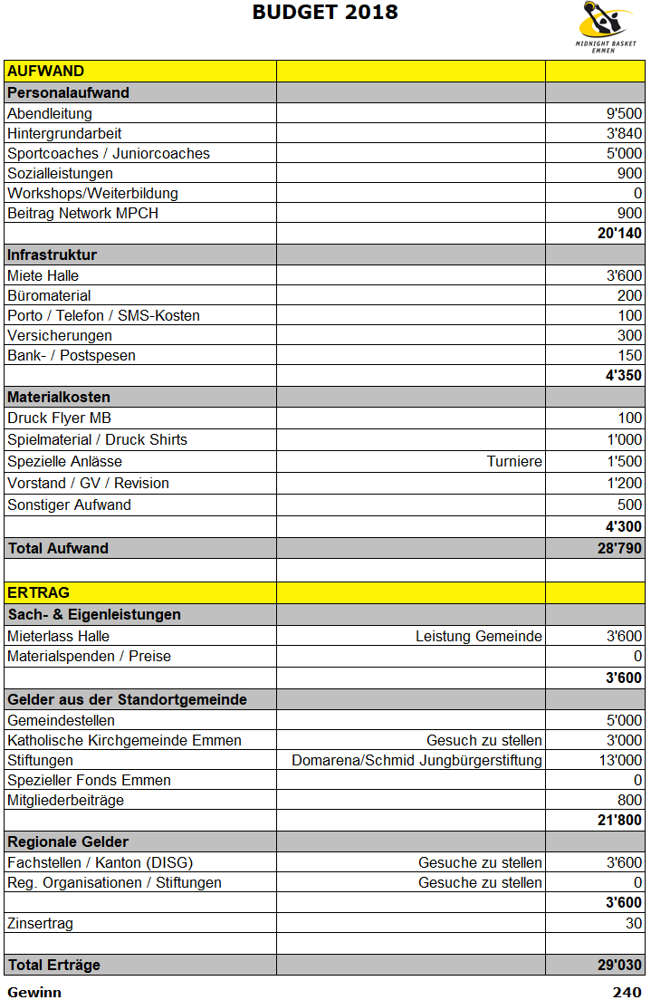 BUDGET 2018
MIDNIGHT BASKET
EMMEN
AUFWAND
Personalaufwand
Abendleitung 9'500
Hintergrundarbeit 3'840
Sportcoaches / Juniorcoaches 5'000
Sozialleistungen 900
Workshops/Weiterbildung 0
Beitrag Network MPCH 900
20'140
Infrastruktur
Miete Halle 3'600
Büromaterial 200
Porto / Telefon / SMS-Kosten 100
Versicherungen 300
Bank- / Postspesen 150
4'350
Materialkosten
Druck Flyer MB 100
Spielmaterial / Druck Shirts 1'000
Spezielle Anlässe Turniere 1'500
Vorstand / GV / Revision 1'200
Sonstiger Aufwand 500
4'300
Total Aufwand 28'790
ERTRAG
Sach- & Eigenleistungen
Mieterlass Halle Leistung Gemeinde 3'600
Materialspenden / Preise 0
3'600
Gelder aus der Standortgemeinde
Gemeindestellen 5'000
Katholische Kirchgemeinde Emmen Gesuch zu stellen 3'000
Stiftungen Domarena/Schmid Jungbürgerstiftung 13'000
Spezieller Fonds Emmen 0
Mitgliederbeiträge 800
21'800
Regionale Gelder
Fachstellen / Kanton (DISG) Gesuche zu stellen 3'600
Reg. Organisationen / Stiftungen Gesuche zu stellen 0
3'600
Zinsertrag 30
Total Erträge 29'030
Gewinn 240